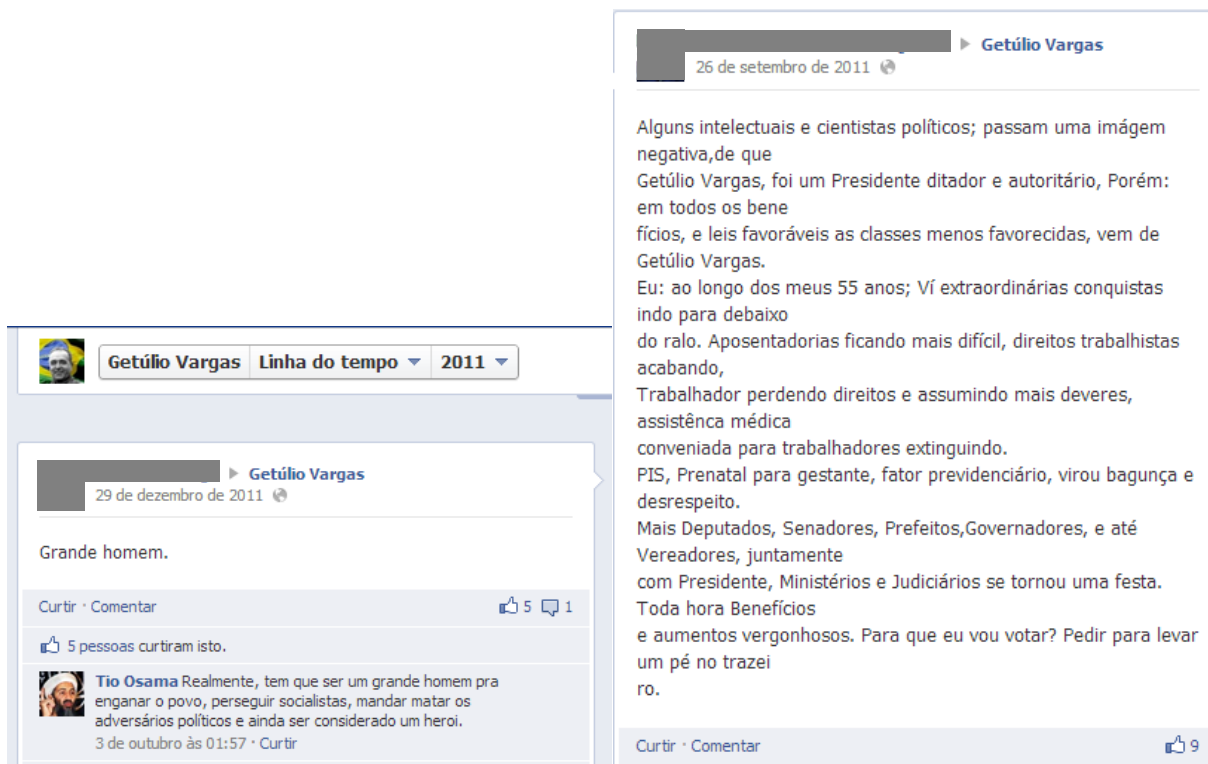 Getúlio Vargas Linha do tempo 2011
Getúlio Vargas
29 de dezembro de 2011
Grande homem.
Curtir · Comentar 5 1
5 pessoas curtiram isto.
Tio Osama Realmente, tem que ser um grande homem pra
enganar o povo, perseguir socialistas, mandar matar os
adversários políticos e ainda ser considerado um heroi.
3 de outubro às 01:57 · Curtir
Getúlio Vargas
26 de setembro de 2011
Alguns intelectuais e cientistas políticos; passam uma imágem
negativa,de que
Getúlio Vargas, foi um Presidente ditador e autoritário, Porém:
em todos os bene
fícios, e leis favoráveis as classes menos favorecidas, vem de
Getúlio Vargas.
Eu: ao longo dos meus 55 anos; Ví extraordinárias conquistas
indo para debaixo
do ralo. Aposentadorias ficando mais difícil, direitos trabalhistas
acabando,
Trabalhador perdendo direitos e assumindo mais deveres,
assistênca médica
conveniada para trabalhadores extinguindo.
PIS, Prenatal para gestante, fator previdenciário, virou bagunça e
desrespeito.
Mais Deputados, Senadores, Prefeitos,Governadores, e até
Vereadores, juntamente
com Presidente, Ministérios e Judiciários se tornou uma festa.
Toda hora Benefícios
e aumentos vergonhosos. Para que eu vou votar? Pedir para levar
um pé no trazei
ro.
Curtir · Comentar 9